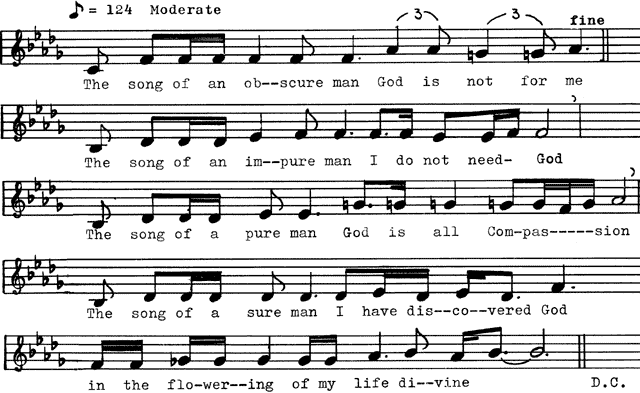 ♪ = 124 Moderate
3 3 fine
The song of an ob--scure man God is not for me
The song of an im--pure man I do not need- God
The song of a pure man God is all Com-pas-----sion
The song of a sure man I have dis--co--vered God
in the flo-wer--ing of my life di--vine D.C.